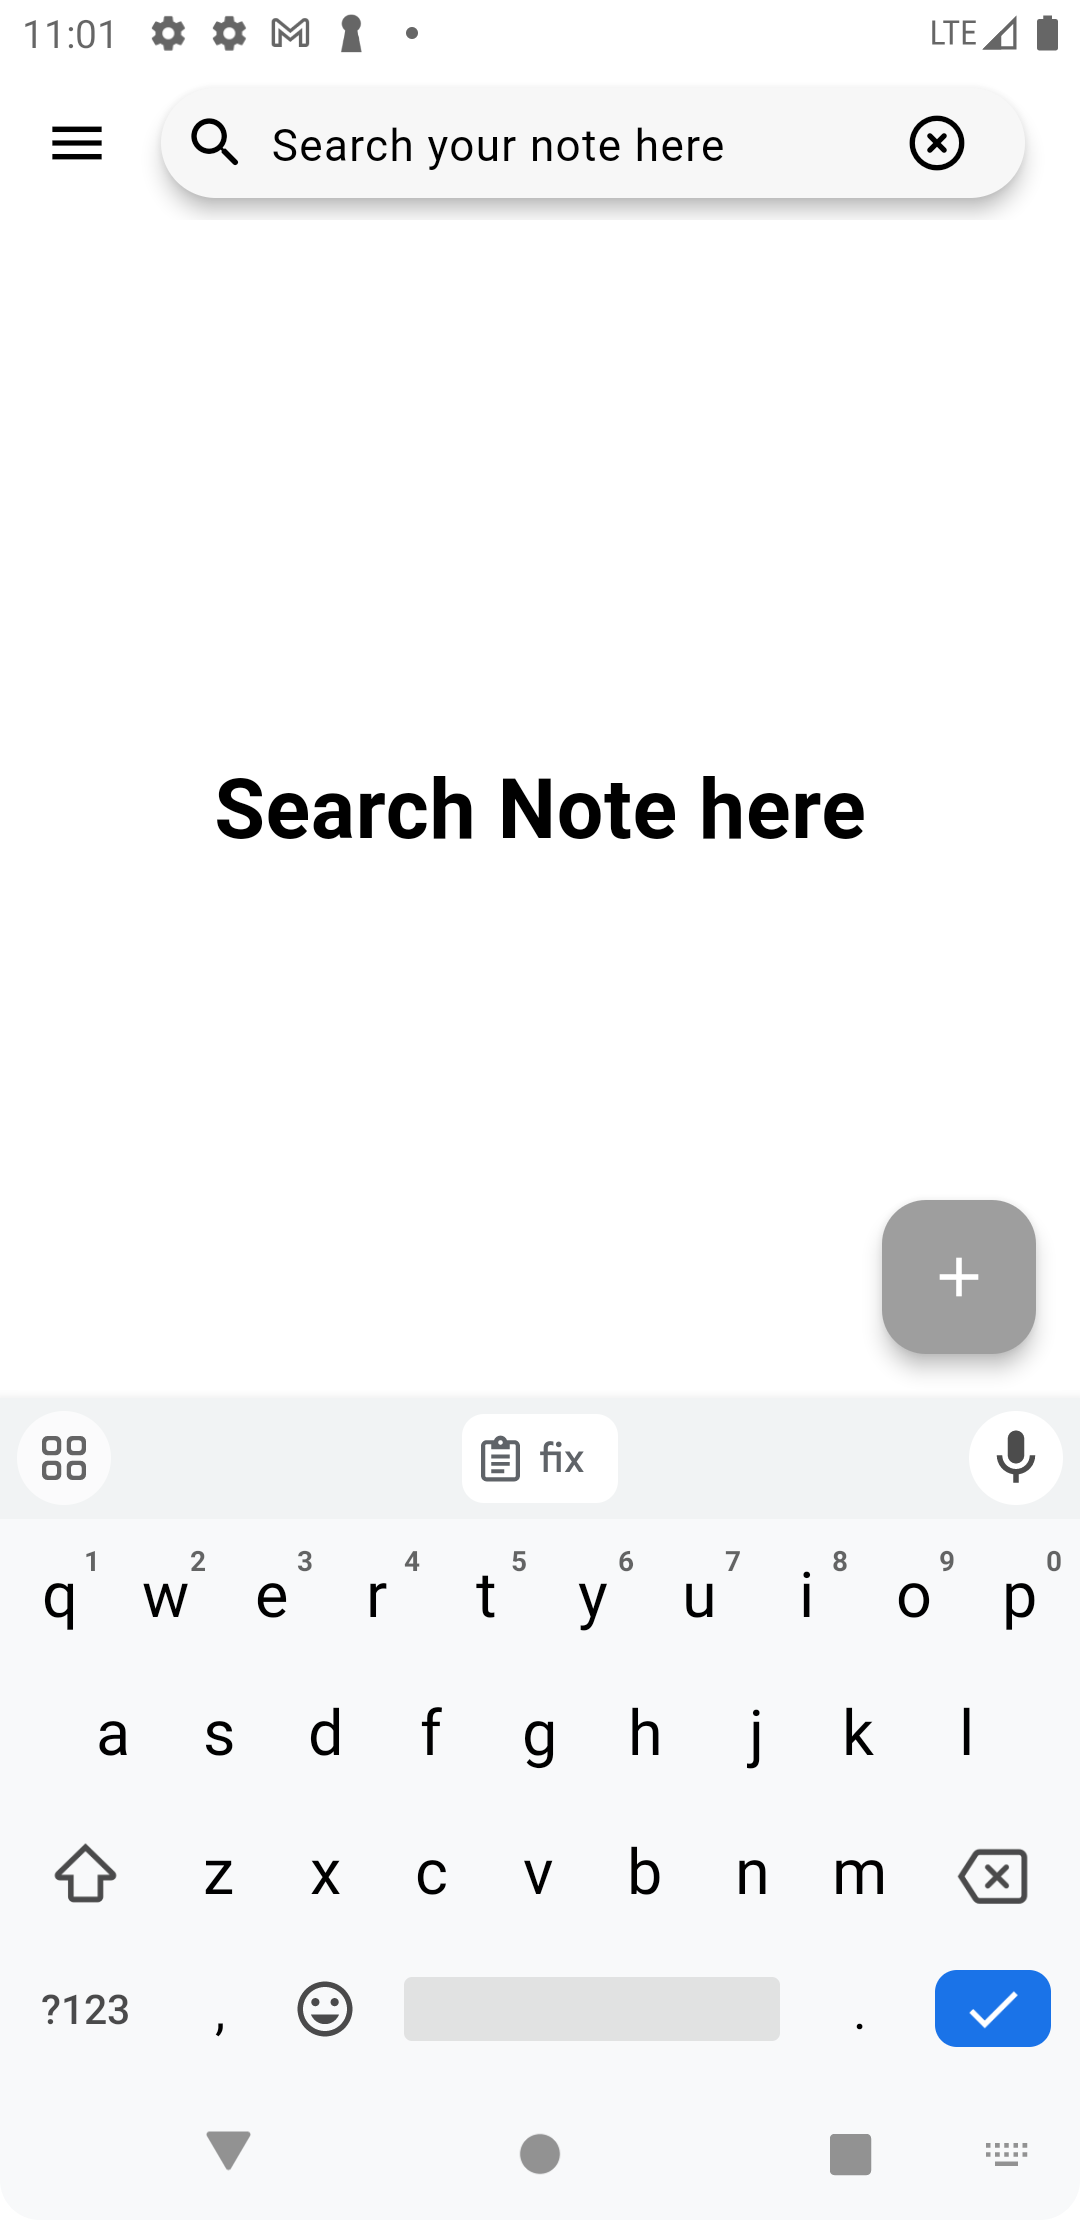 11:01 LTE
Search your note here
Search Note here
fix
1 2 3 4 5 6 7 8 9 0
q w e r t y u i o p
a s d f g h j k l
z x c v b n m
?123 , .